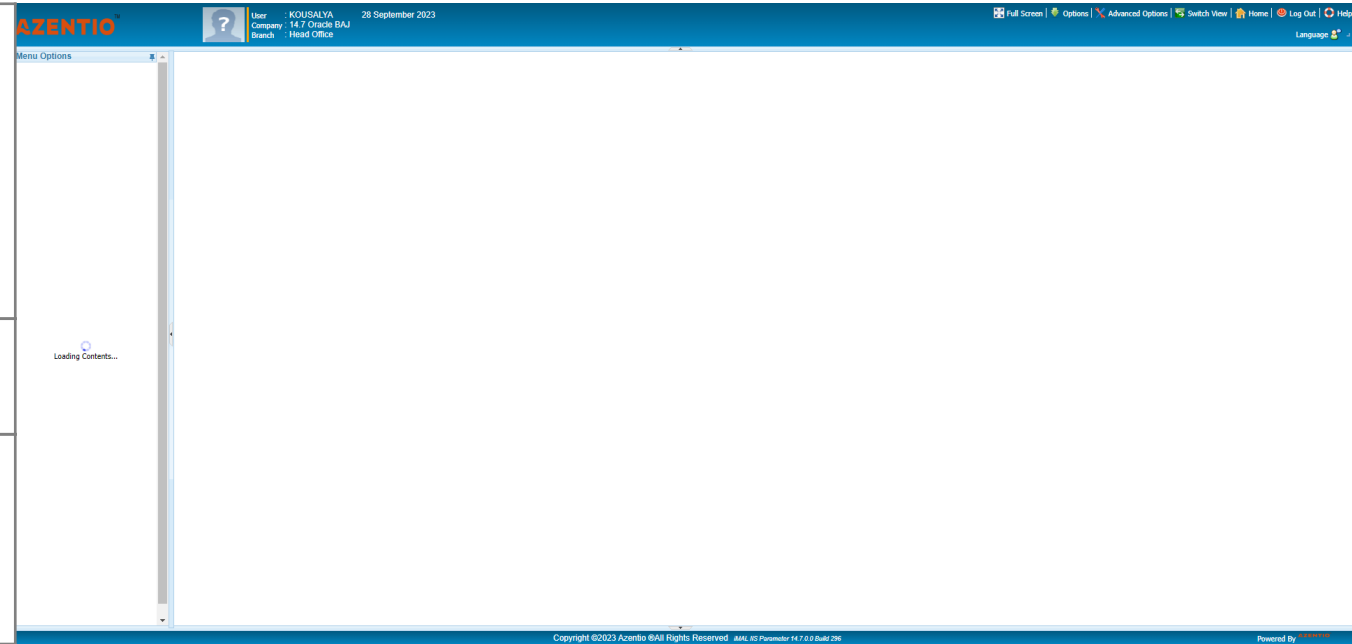 AZENTIO
?
User : KOUSALYA 28 September 2023
Company : 14.7 Oracle BAJ
Branch : Head Office
Full Screen | Options | Advanced Options | Switch View | Home | Log Out | Help
Language
Menu Options
Loading Contents...
Copyright ©2023 Azentio ®All Rights Reserved iMAL IIS Parameter 14.7.0.0 Build 296
Powered By AZENTIO